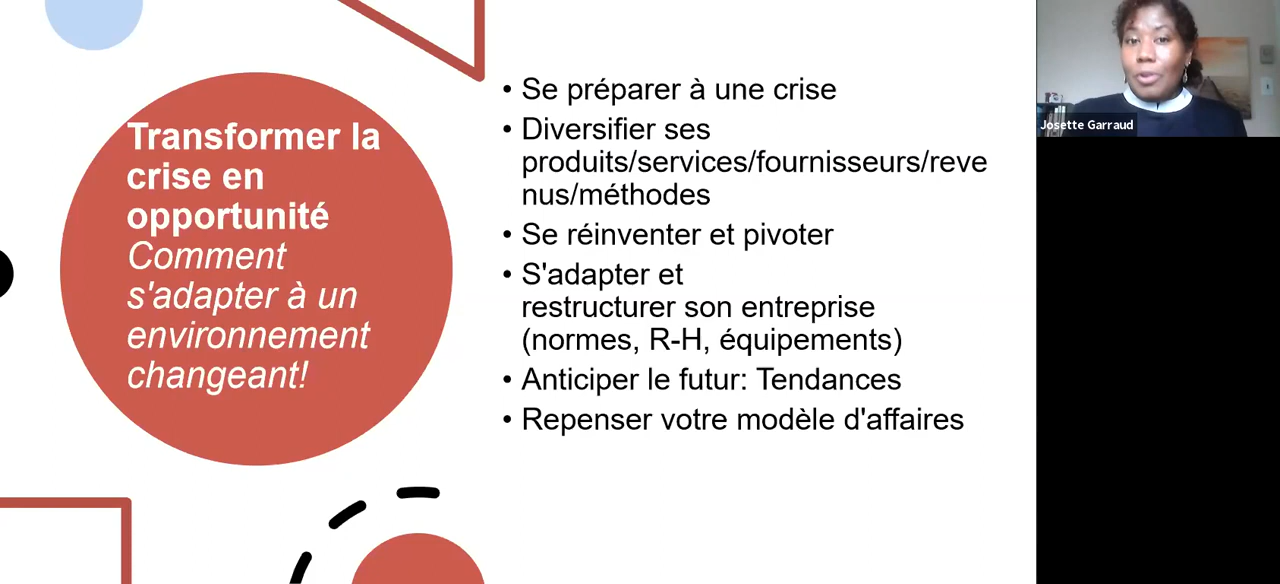 Transformer la
crise en
opportunité
Comment
s'adapter à un
environnement
changeant!
• Se préparer à une crise
• Diversifier ses
produits/services/fournisseurs/reve
nus/méthodes
• Se réinventer et pivoter
• S'adapter et
restructurer son entreprise
(normes, R-H, équipements)
• Anticiper le futur: Tendances
• Repenser votre modèle d'affaires
Josette Garraud